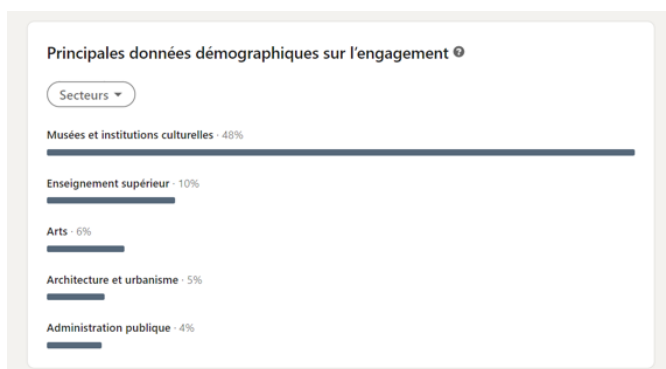 Principales données démographiques sur l’engagement
Secteurs
Musées et institutions culturelles · 48%
Enseignement supérieur · 10%
Arts · 6%
Architecture et urbanisme · 5%
Administration publique · 4%